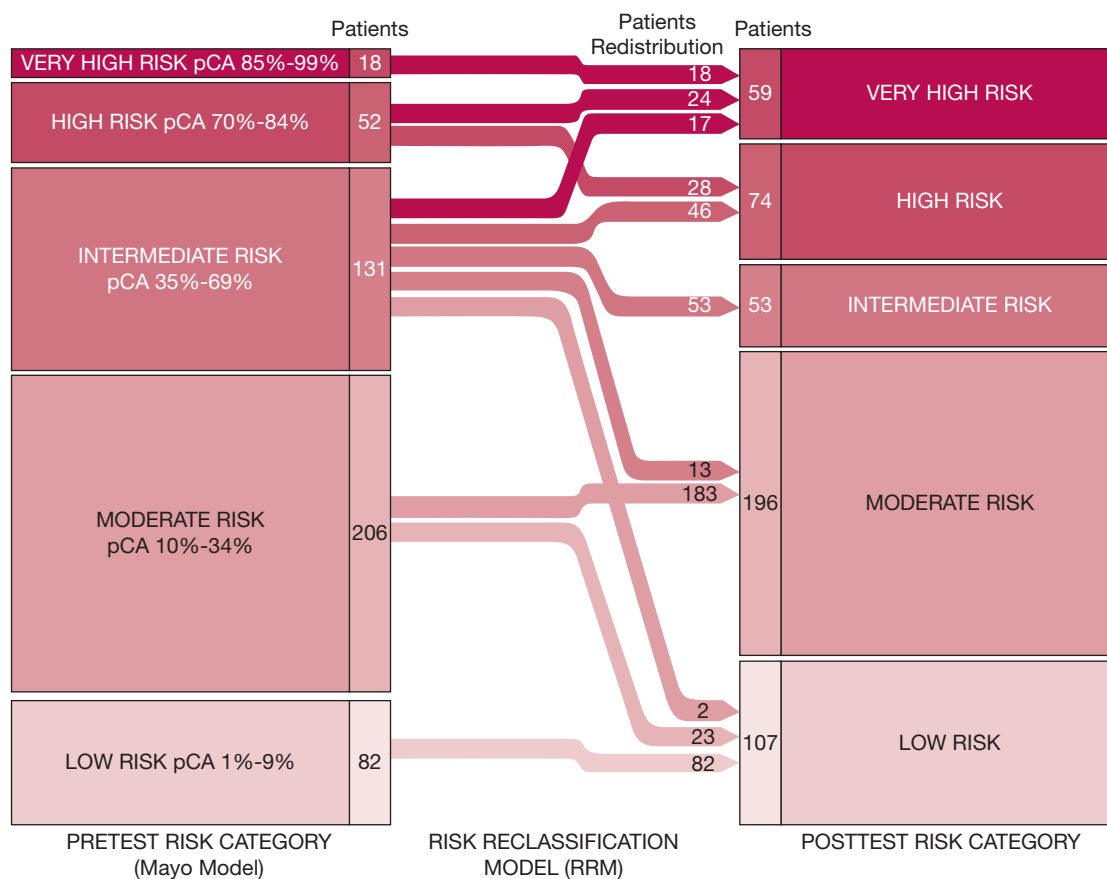 Patients
Patients
Redistribution
Patients
VERY HIGH RISK pCA 85%-99%
18
HIGH RISK pCA 70%-84%
52
INTERMEDIATE RISK
pCA 35%-69%
131
MODERATE RISK
pCA 10%-34%
206
LOW RISK pCA 1%-9%
82
18
24
17
28
46
53
13
183
2
23
82
59
VERY HIGH RISK
74
HIGH RISK
53
INTERMEDIATE RISK
196
MODERATE RISK
107
LOW RISK
PRETEST RISK CATEGORY
(Mayo Model)
RISK RECLASSIFICATION
MODEL (RRM)
POSTTEST RISK CATEGORY